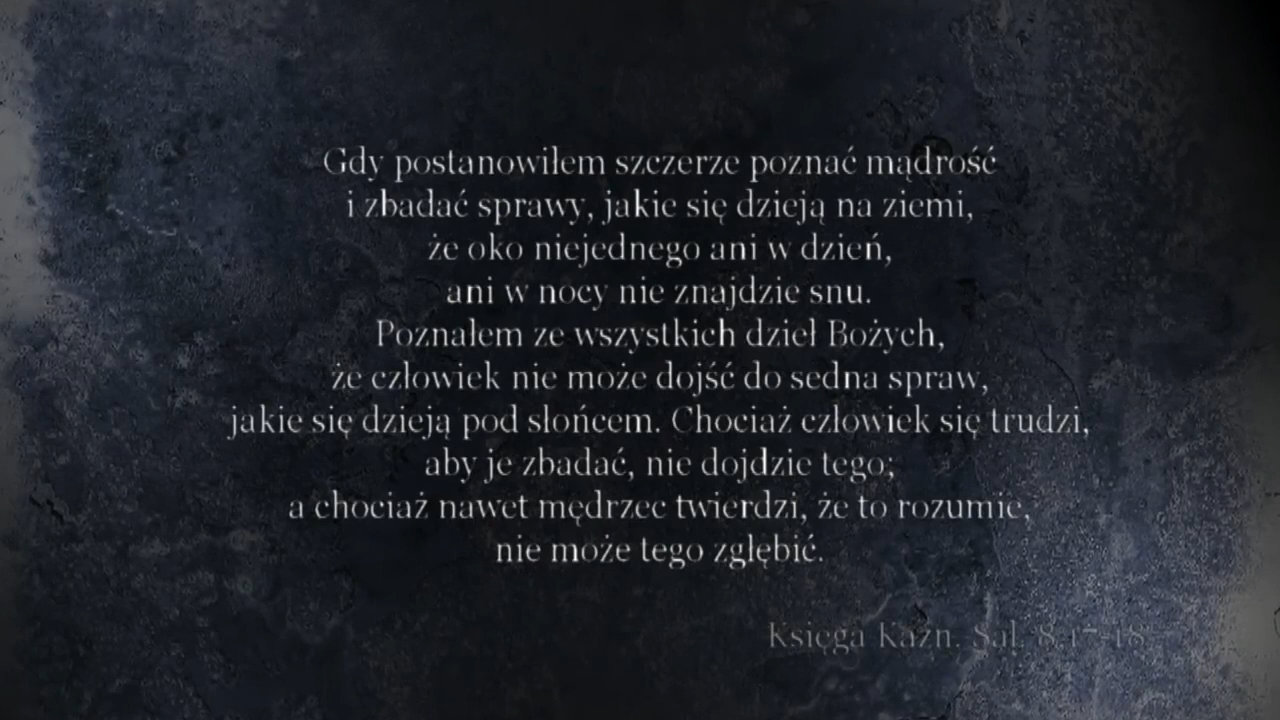 Gdy postanowiłem szczerze poznać mądrość
i zbadać sprawy, jakie się dzieją na ziemi,
że oko niejednego ani w dzień,
ani w nocy nie znajdzie snu.
Poznałem ze wszystkich dzieł Bożych,
że człowiek nie może dojść do sedna spraw,
jakie się dzieją pod słońcem. Chociaż człowiek się trudzi,
aby je zbadać, nie dojdzie tego;
a chociaż nawet mędrzec twierdzi, że to rozumie,
nie może tego zgłębić.
Księga Kazn. Sal.